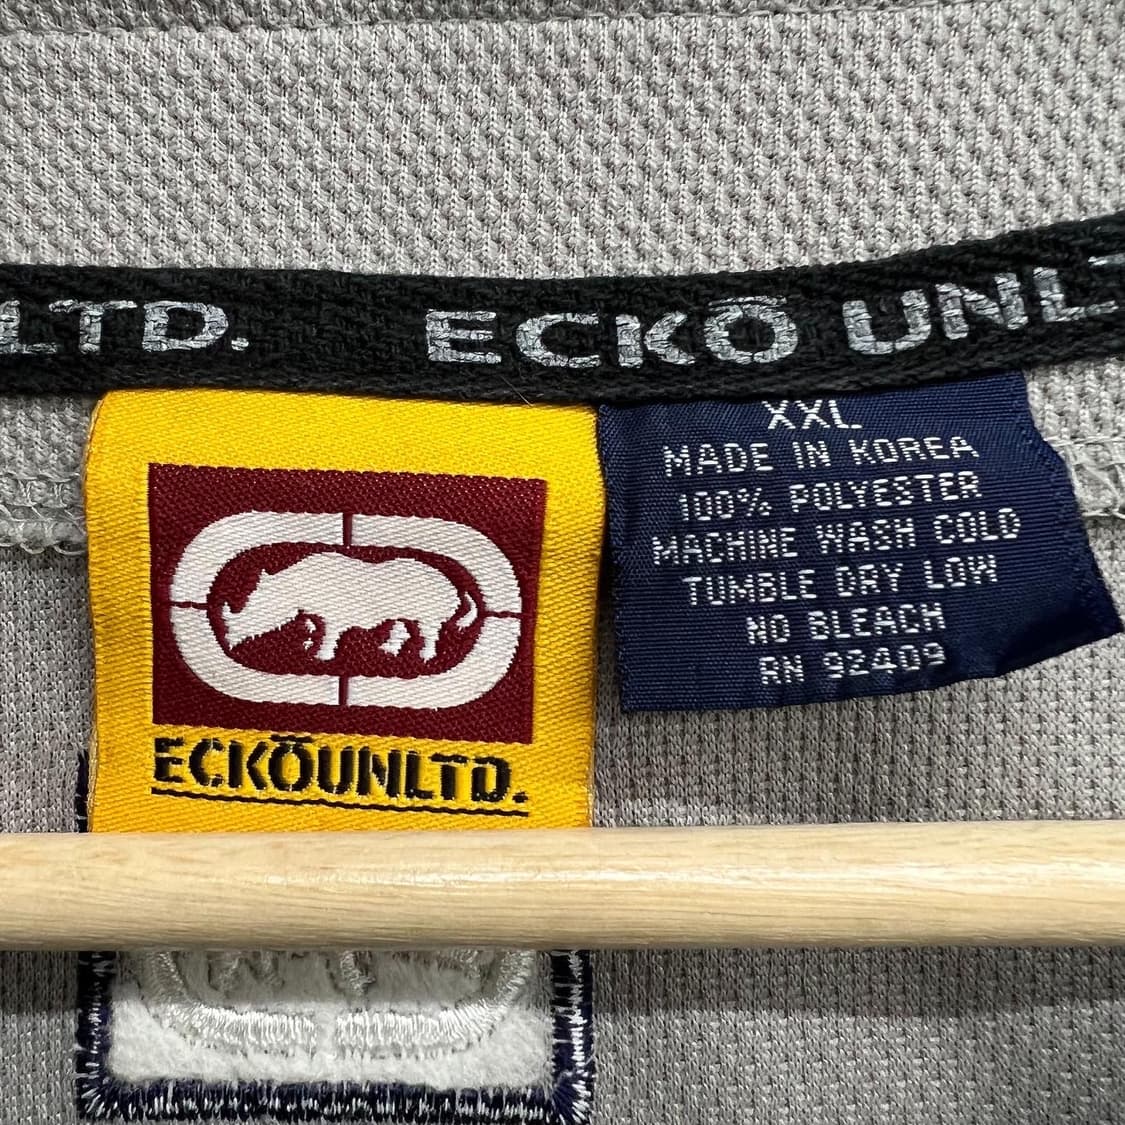 LTD. ECKŌ UNLT
XXL
MADE IN KOREA
100% POLYESTER
MACHINE WASH COLD
TUMBLE DRY LOW
NO BLEACH
RN 92409
ECKŌUNLTD.